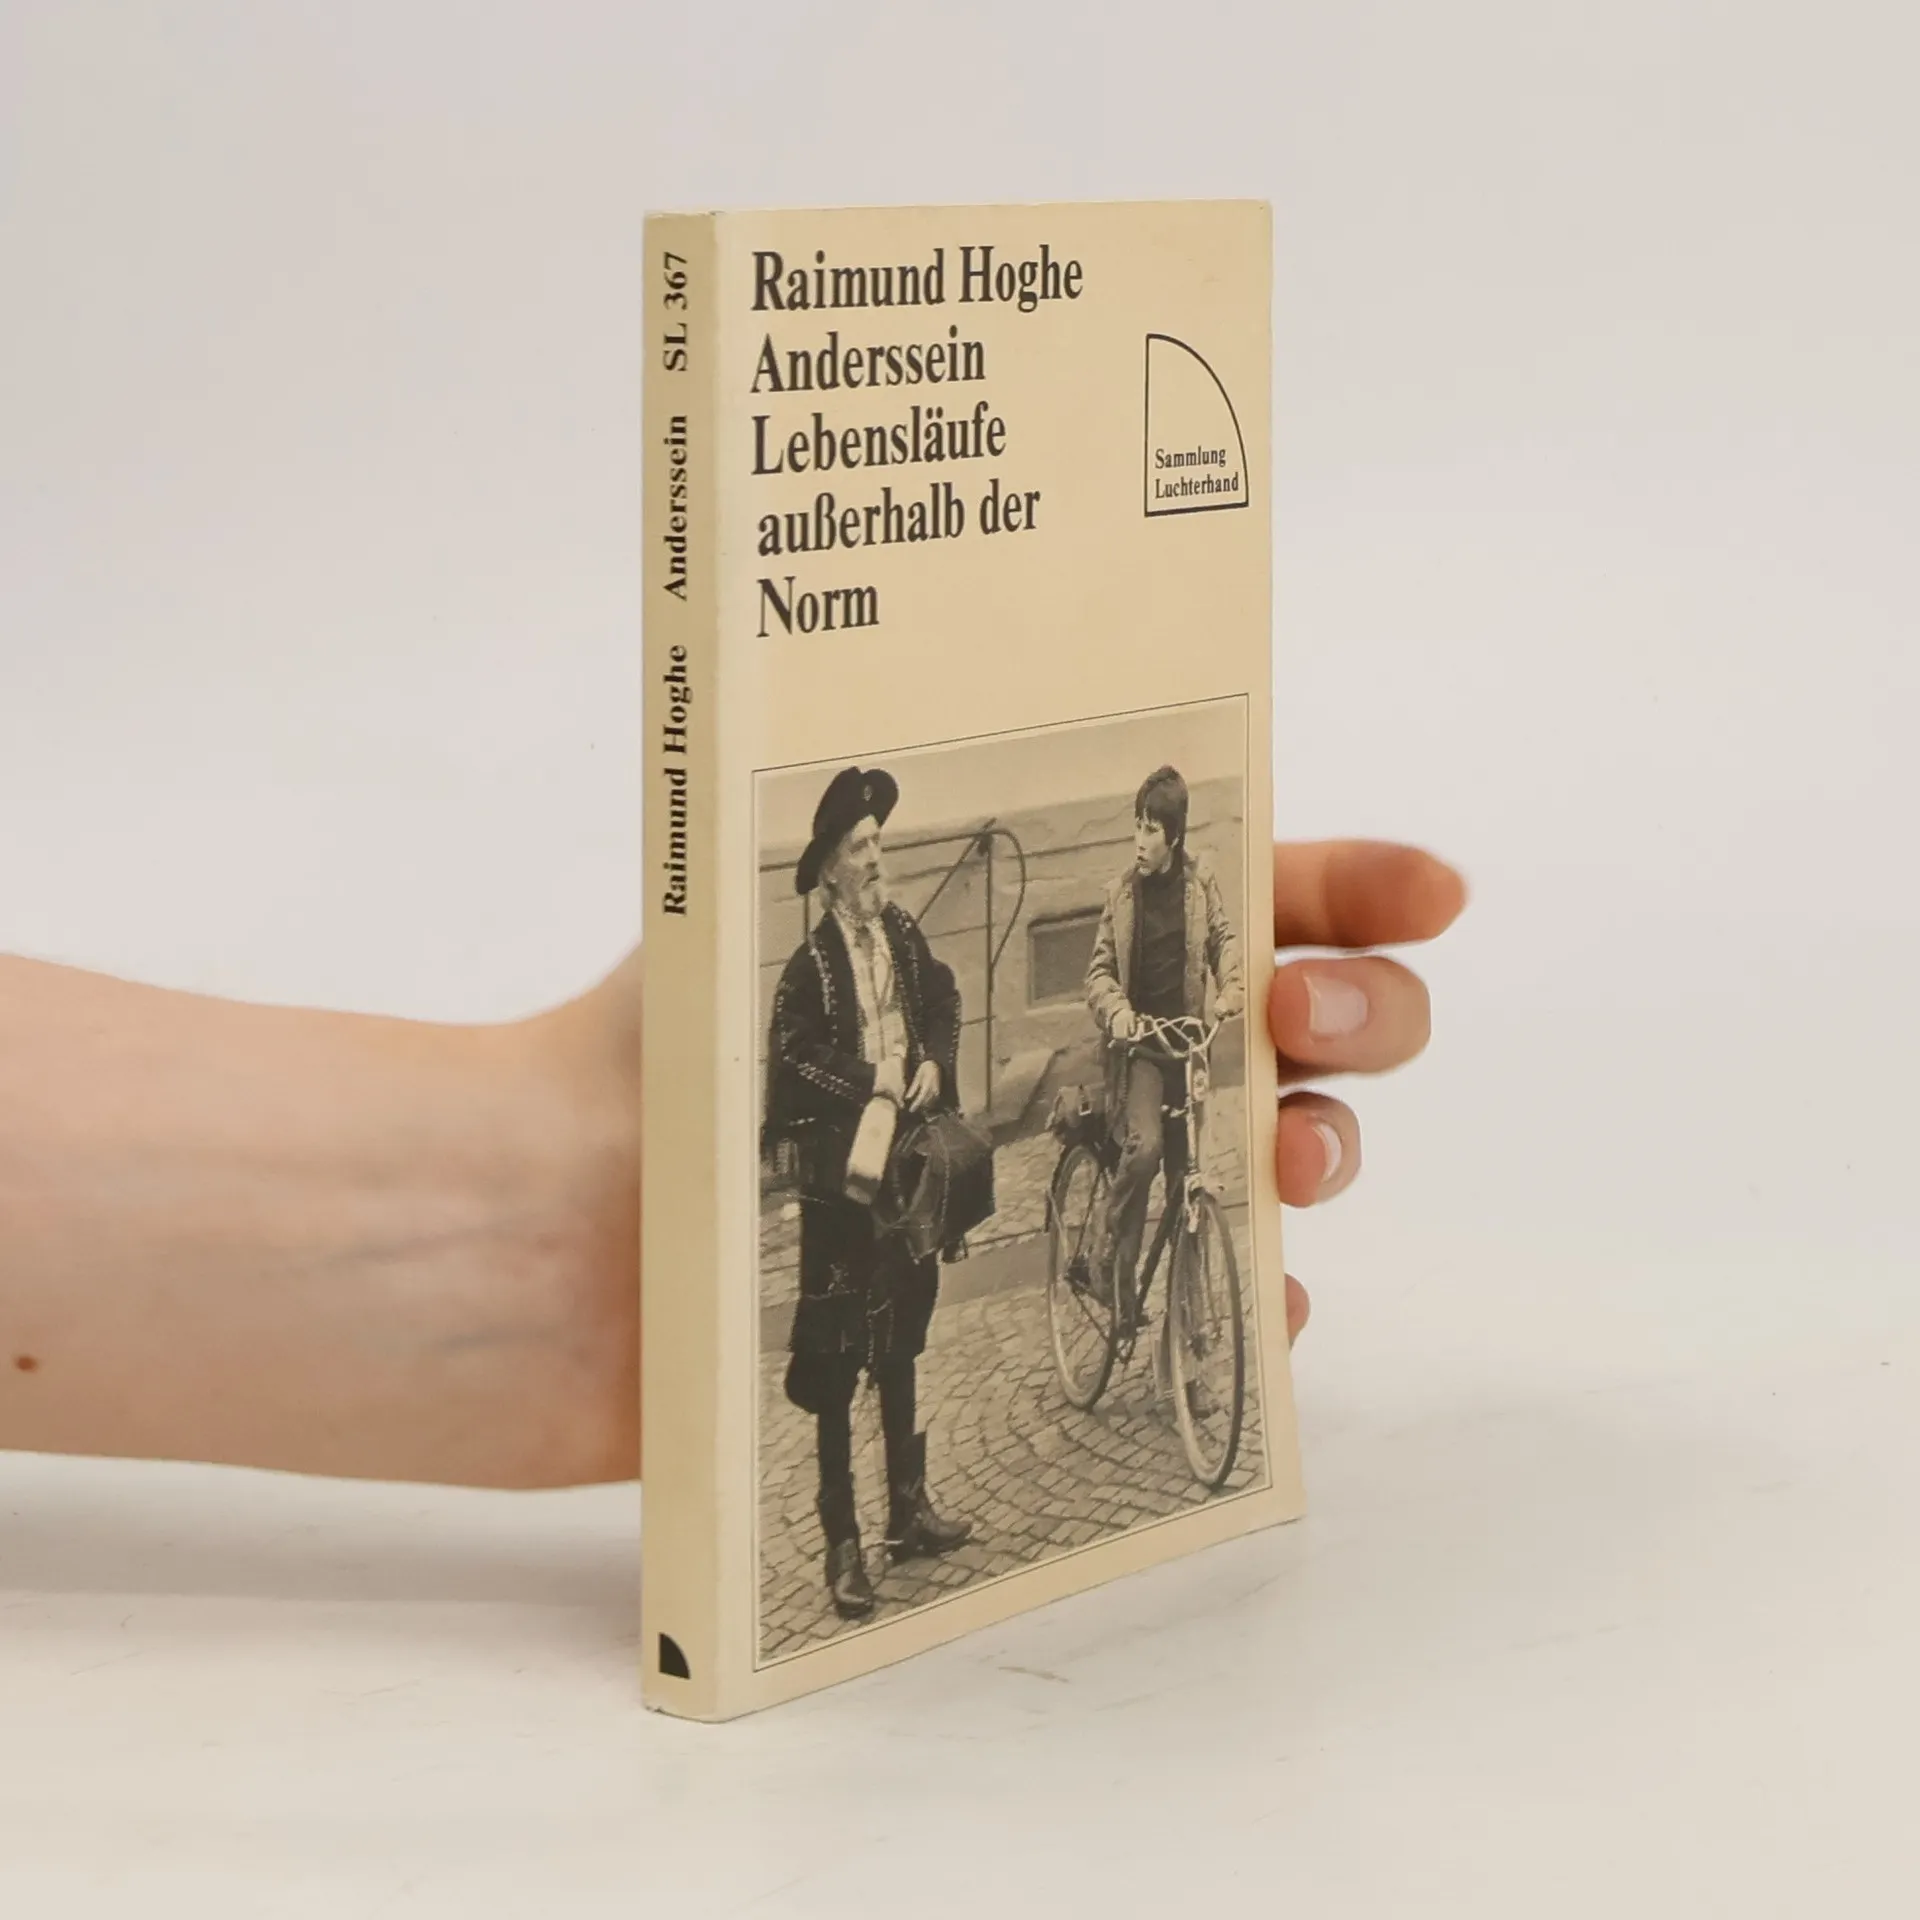 Raimund Hoghe
Anderssein
Lebensläufe
außerhalb der
Norm
Sammlung
Luchterhand
Raimund Hoghe Anderssein SL 367